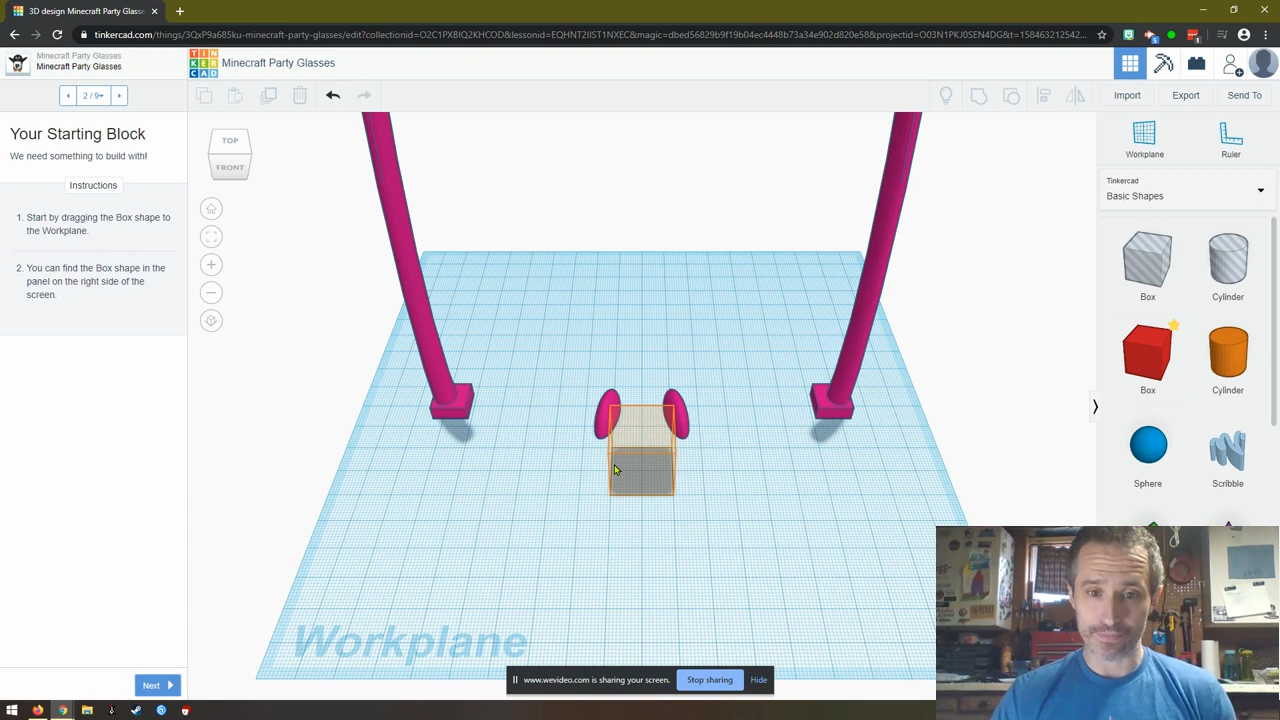 3D design Minecraft Party Glasses
tinkercad.com/things/3QxP9a685ku-minecraft-party-glasses/edit?collectionid=O2C1PXBIQ2KHCOD&lessonid=EQHNT2IIST1NXEC&magic=dbed56829b9f19b04ec4448b73a34e902d820e58&projectid=O03N1PKJ0SEN4DG&t=158463212542...
Minecraft Party Glasses
Minecraft Party Glasses
TIN
KER
CAD
Minecraft Party Glasses
2 / 9
Import
Export
Send To
Your Starting Block
We need something to build with!
Instructions
1. Start by dragging the Box shape to
the Workplane.
2. You can find the Box shape in the
panel on the right side of the
screen.
Next
TOP
FRONT
Workplane
Workplane
Ruler
Tinkercad
Basic Shapes
Box
Cylinder
Box
Cylinder
Sphere
Scribble
www.wevideo.com is sharing your screen.
Stop sharing
Hide